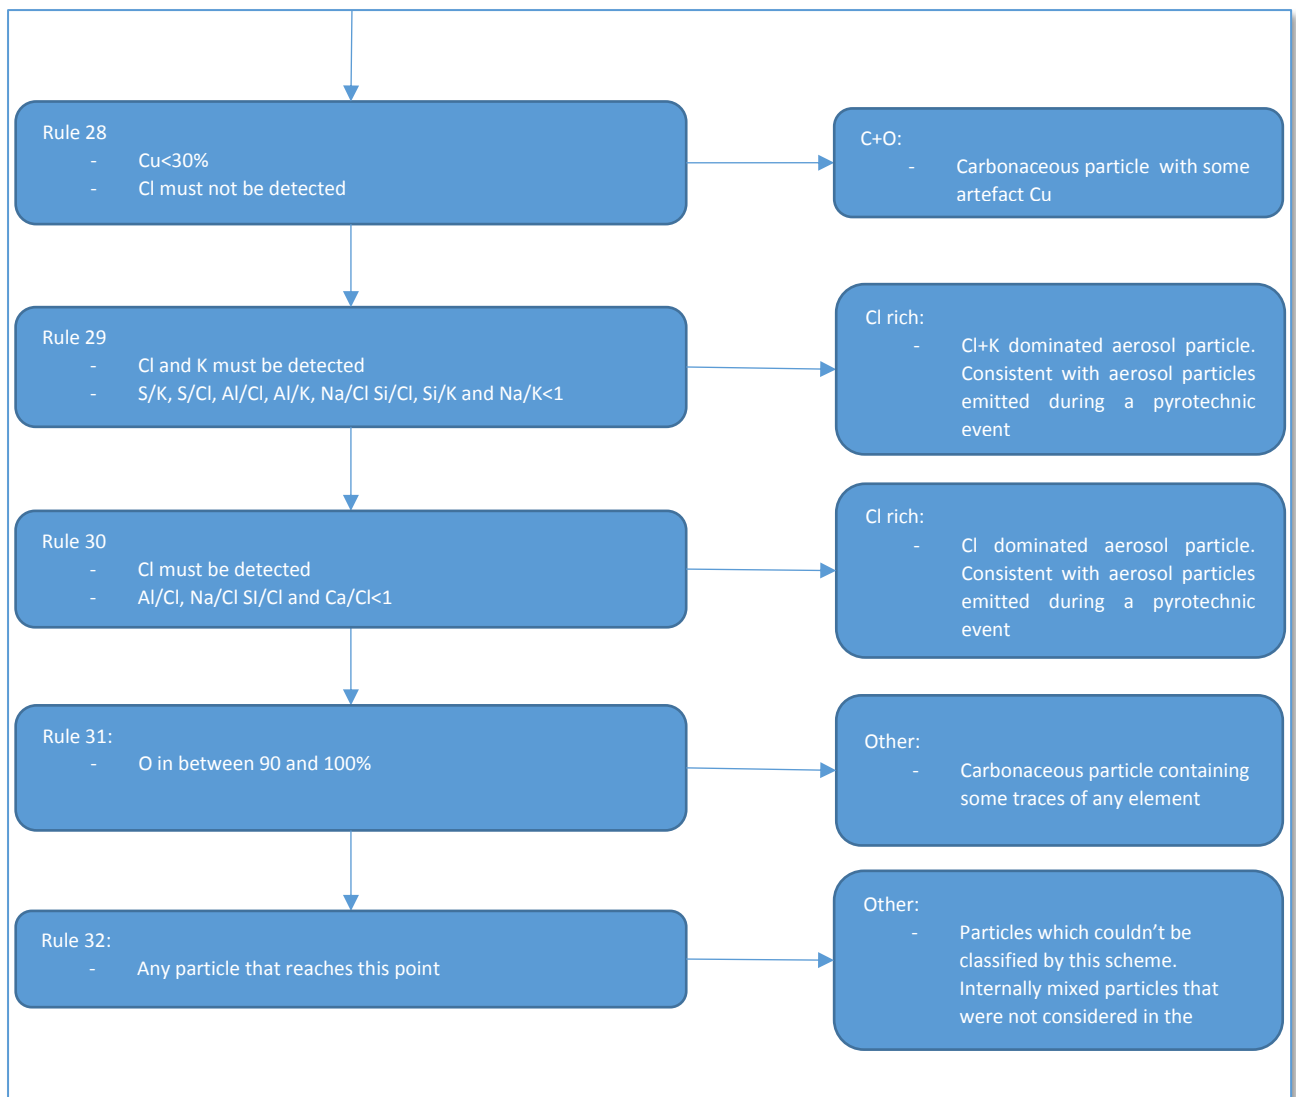 Rule 28
- Cu<30%
- Cl must not be detected
C+O:
- Carbonaceous particle with some
artefact Cu
Rule 29
- Cl and K must be detected
- S/K, S/Cl, Al/Cl, Al/K, Na/Cl Si/Cl, Si/K and Na/K<1
Cl rich:
- Cl+K dominated aerosol particle.
Consistent with aerosol particles
emitted during a pyrotechnic
event
Rule 30
- Cl must be detected
- Al/Cl, Na/Cl SI/Cl and Ca/Cl<1
Cl rich:
- Cl dominated aerosol particle.
Consistent with aerosol particles
emitted during a pyrotechnic
event
Rule 31:
- O in between 90 and 100%
Other:
- Carbonaceous particle containing
some traces of any element
Rule 32:
- Any particle that reaches this point
Other:
- Particles which couldn’t be
classified by this scheme.
Internally mixed particles that
were not considered in the